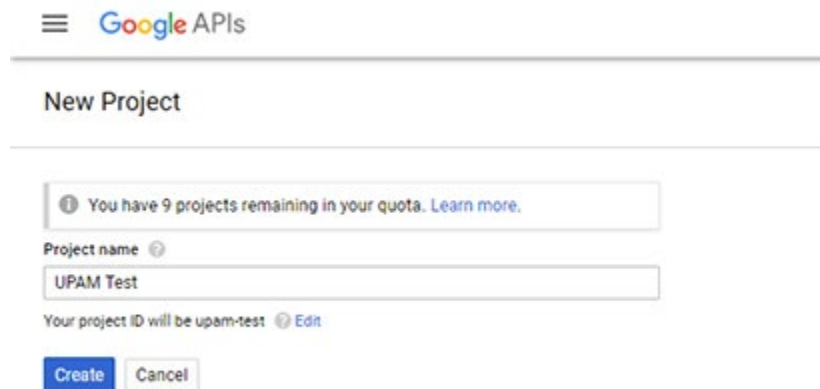 Google APIs
New Project
You have 9 projects remaining in your quota. Learn more.
Project name
UPAM Test
Your project ID will be upam-test Edit
Create Cancel